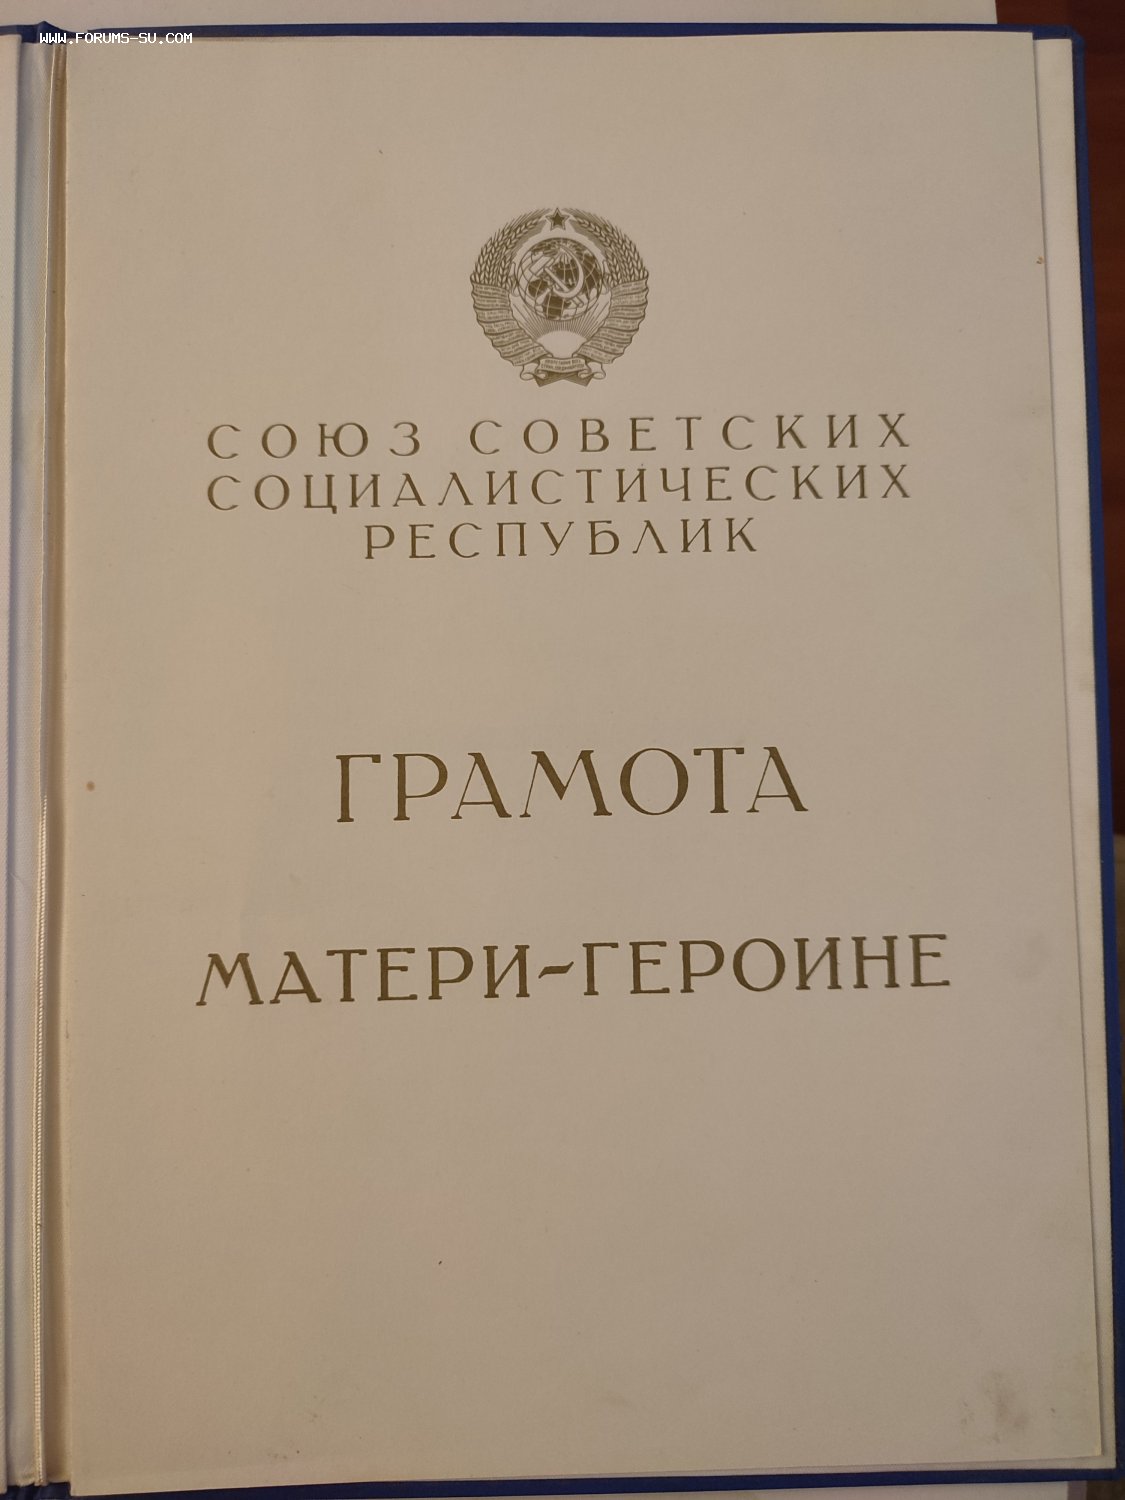 WWW.FORUMS-SU.COM
СОЮЗ СОВЕТСКИХ
СОЦИАЛИСТИЧЕСКИХ
РЕСПУБЛИК
ГРАМОТА
МАТЕРИ-ГЕРОИНЕ